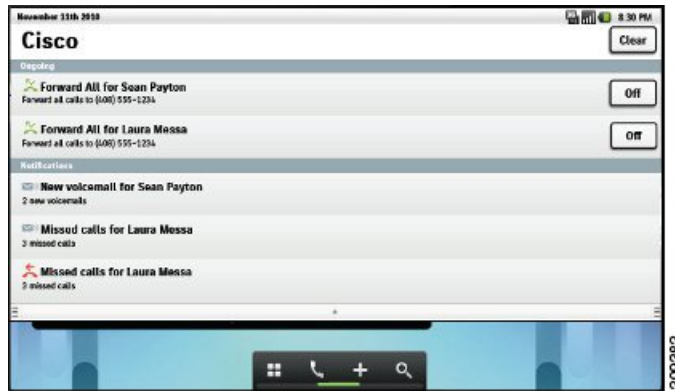 November 11th 2010
8:30 PM
Cisco
Clear
Ongoing
Forward All for Sean Payton
Forward all calls to (408) 555-1234
Off
Forward All for Laura Messa
Forward all calls to (408) 555-1234
Off
Notifications
New voicemail for Sean Payton
2 new voicemails
Missed calls for Laura Messa
3 missed calls
Missed calls for Laura Messa
3 missed calls